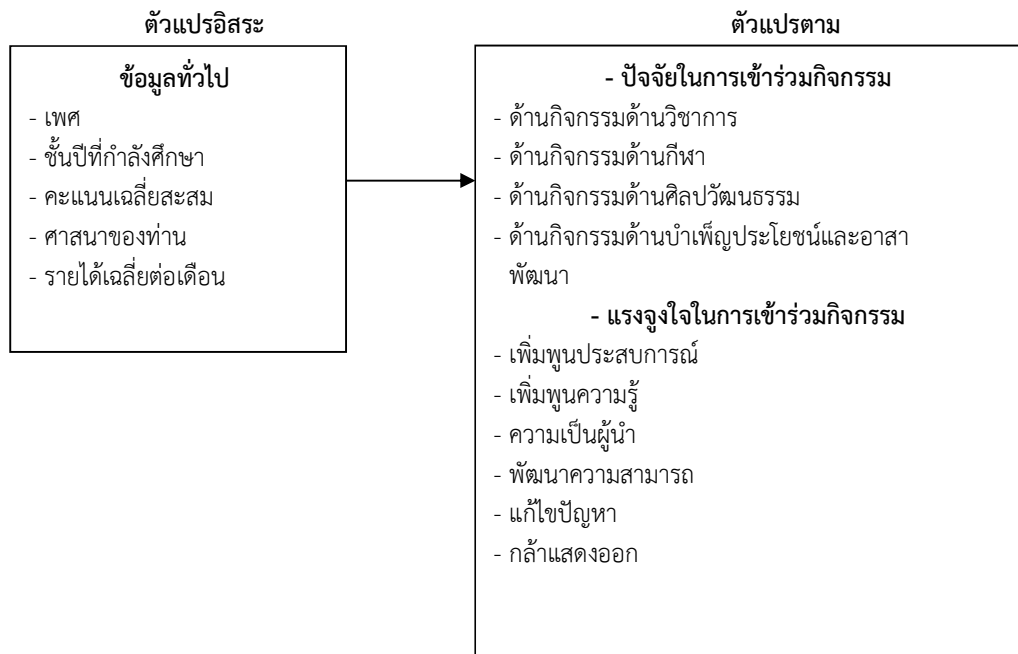 ตัวแปรอิสระ
ข้อมูลทั่วไป
- เพศ
- ชั้นปีที่กำลังศึกษา
- คะแนนเฉลี่ยสะสม
- ศาสนาของท่าน
- รายได้เฉลี่ยต่อเดือน
ตัวแปรตาม
- ปัจจัยในการเข้าร่วมกิจกรรม
- ด้านกิจกรรมด้านวิชาการ
- ด้านกิจกรรมด้านกีฬา
- ด้านกิจกรรมด้านศิลปวัฒนธรรม
- ด้านกิจกรรมด้านบำเพ็ญประโยชน์และอาสา
พัฒนา
- แรงจูงใจในการเข้าร่วมกิจกรรม
- เพิ่มพูนประสบการณ์
- เพิ่มพูนความรู้
- ความเป็นผู้นำ
- พัฒนาความสามารถ
- แก้ไขปัญหา
- กล้าแสดงออก